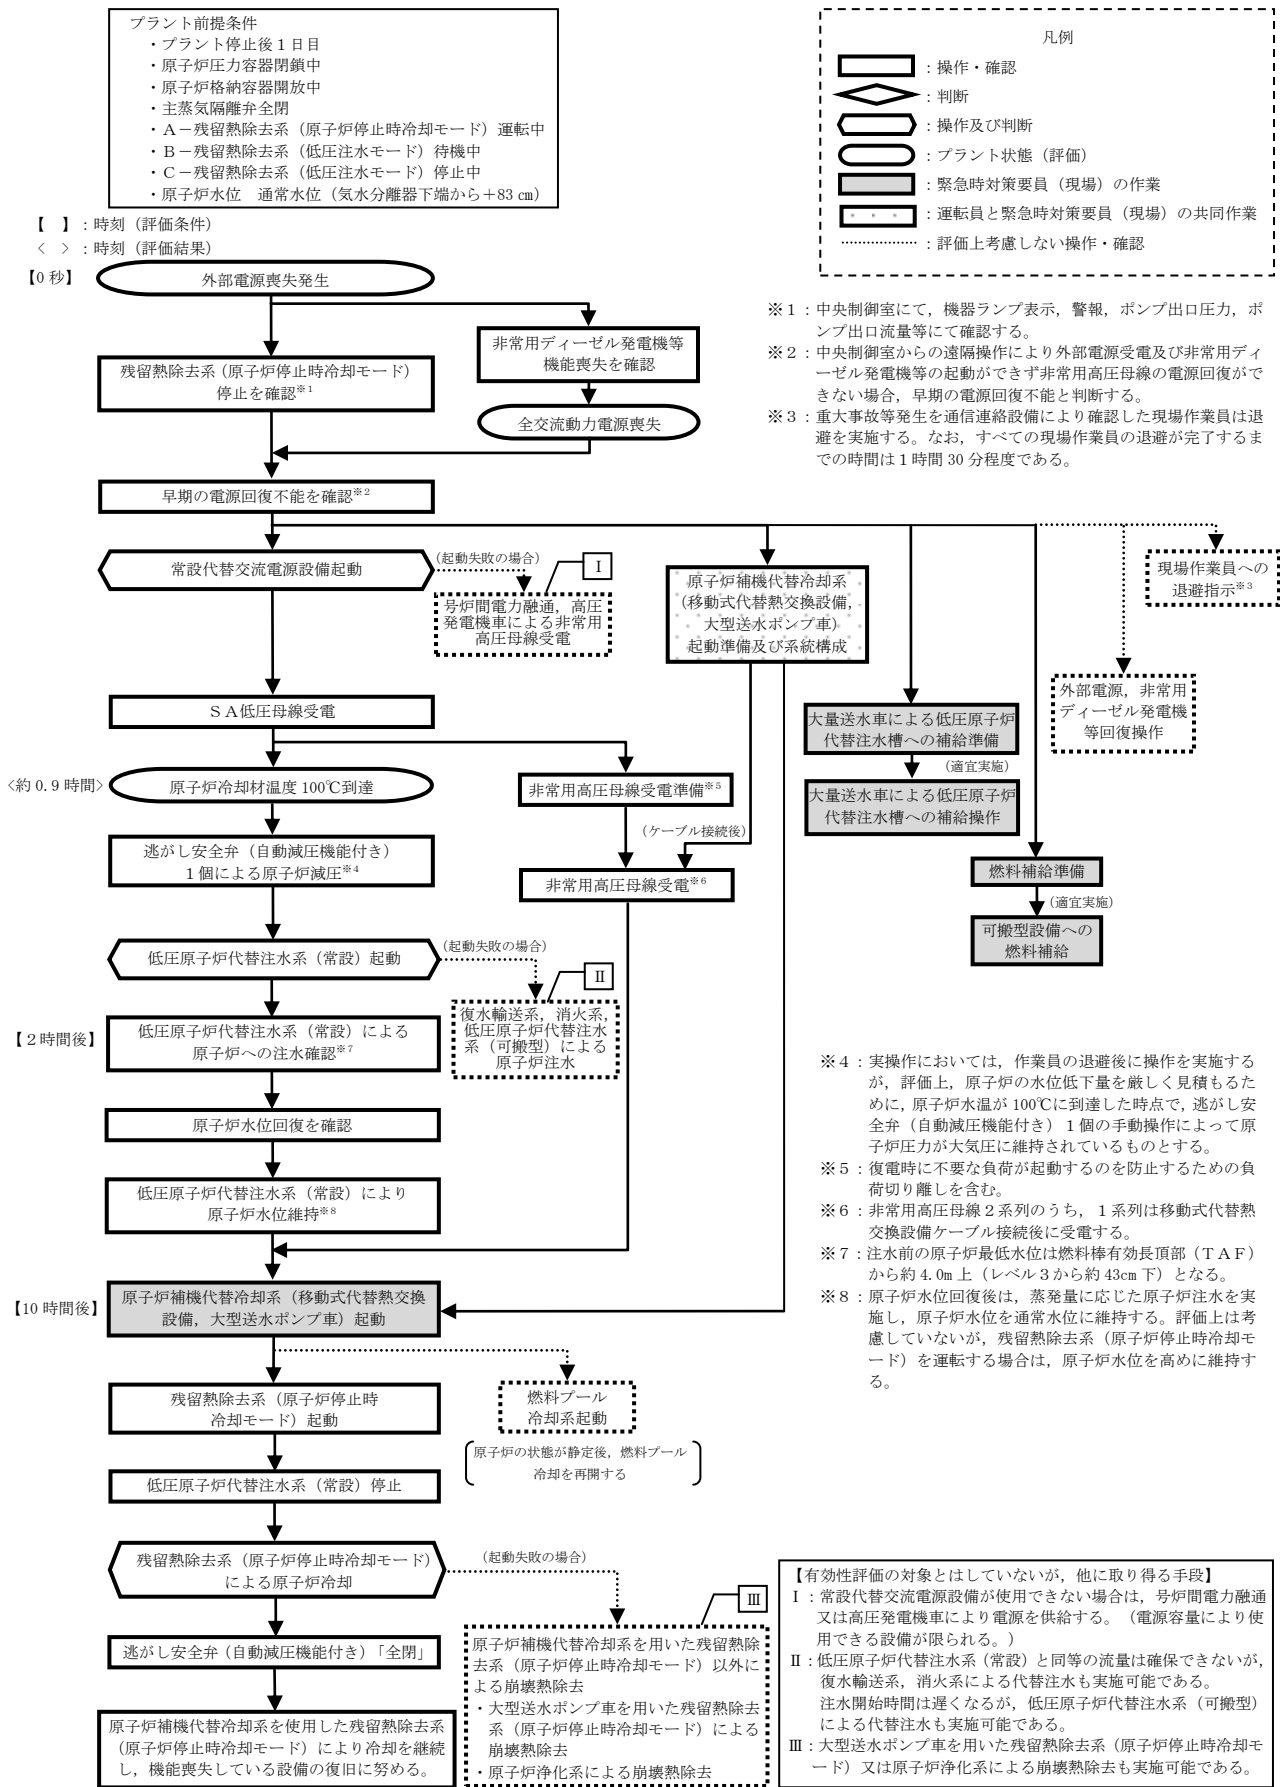 プラント前提条件
・プラント停止後１日目
・原子炉圧力容器閉鎖中
・原子炉格納容器開放中
・主蒸気隔離弁全閉
・Ａ－残留熱除去系（原子炉停止時冷却モード）運転中
・Ｂ－残留熱除去系（低圧注水モード）待機中
・Ｃ－残留熱除去系（低圧注水モード）停止中
・原子炉水位　通常水位（気水分離器下端から＋83 ㎝）
凡例
：操作・確認
：判断
：操作及び判断
：プラント状態（評価）
：緊急時対策要員（現場）の作業
：運転員と緊急時対策要員（現場）の共同作業
：評価上考慮しない操作・確認
【　】：時刻（評価条件）
＜　＞：時刻（評価結果）
【0 秒】
外部電源喪失発生
残留熱除去系（原子炉停止時冷却モード）
停止を確認※1
非常用ディーゼル発電機等
機能喪失を確認
全交流動力電源喪失
※１：中央制御室にて，機器ランプ表示，警報，ポンプ出口圧力，ポ
ンプ出口流量等にて確認する。
※２：中央制御室からの遠隔操作により外部電源受電及び非常用ディ
ーゼル発電機等の起動ができず非常用高圧母線の電源回復がで
きない場合，早期の電源回復不能と判断する。
※３：重大事故等発生を通信連絡設備により確認した現場作業員は退
避を実施する。なお，すべての現場作業員の退避が完了するま
での時間は１時間 30 分程度である。
早期の電源回復不能を確認※2
常設代替交流電源設備起動
（起動失敗の場合）
Ⅰ
号炉間電力融通，高圧
発電機車による非常用
高圧母線受電
原子炉補機代替冷却系
（移動式代替熱交換設備，
大型送水ポンプ車）
起動準備及び系統構成
現場作業員への
退避指示※3
外部電源，非常用
ディーゼル発電機
等回復操作
ＳＡ低圧母線受電
大量送水車による低圧原子炉
代替注水槽への補給準備
（適宜実施）
大量送水車による低圧原子炉
代替注水槽への補給操作
<約 0.9 時間>
原子炉冷却材温度 100℃到達
非常用高圧母線受電準備※5
（ケーブル接続後）
逃がし安全弁（自動減圧機能付き）
１個による原子炉減圧※4
非常用高圧母線受電※6
燃料補給準備
（適宜実施）
可搬型設備への
燃料補給
低圧原子炉代替注水系（常設）起動
（起動失敗の場合）
Ⅱ
復水輸送系，消火系，
低圧原子炉代替注水
系（可搬型）による
原子炉注水
【２時間後】
低圧原子炉代替注水系（常設）による
原子炉への注水確認※7
原子炉水位回復を確認
低圧原子炉代替注水系（常設）により
原子炉水位維持※8
※４：実操作においては，作業員の退避後に操作を実施する
が，評価上，原子炉の水位低下量を厳しく見積もるた
めに，原子炉水温が 100℃に到達した時点で，逃がし安
全弁（自動減圧機能付き）１個の手動操作によって原
子炉圧力が大気圧に維持されているものとする。
※５：復電時に不要な負荷が起動するのを防止するための負
荷切り離しを含む。
※６：非常用高圧母線２系列のうち，１系列は移動式代替熱
交換設備ケーブル接続後に受電する。
※７：注水前の原子炉最低水位は燃料棒有効長頂部（ＴＡＦ）
から約 4.0m 上（レベル３から約 43cm 下）となる。
※８：原子炉水位回復後は，蒸発量に応じた原子炉注水を実
施し，原子炉水位を通常水位に維持する。評価上は考
慮していないが，残留熱除去系（原子炉停止時冷却モ
ード）を運転する場合は，原子炉水位を高めに維持す
る。
【10 時間後】
原子炉補機代替冷却系（移動式代替熱交換
設備，大型送水ポンプ車）起動
残留熱除去系（原子炉停止時
冷却モード）起動
燃料プール
冷却系起動
原子炉の状態が静定後，燃料プール
冷却を再開する
低圧原子炉代替注水系（常設）停止
残留熱除去系（原子炉停止時冷却モード）
による原子炉冷却
（起動失敗の場合）
Ⅲ
逃がし安全弁（自動減圧機能付き）「全閉」
原子炉補機代替冷却系を使用した残留熱除去系
（原子炉停止時冷却モード）により冷却を継続
し，機能喪失している設備の復旧に努める。
原子炉補機代替冷却系を用いた残留熱除
去系（原子炉停止時冷却モード）以外に
よる崩壊熱除去
・大型送水ポンプ車を用いた残留熱除去
系（原子炉停止時冷却モード）による
崩壊熱除去
・原子炉浄化系による崩壊熱除去
【有効性評価の対象とはしていないが，他に取り得る手段】
Ⅰ：常設代替交流電源設備が使用できない場合は，号炉間電力融通
又は高圧発電機車により電源を供給する。（電源容量により使
用できる設備が限られる。）
Ⅱ：低圧原子炉代替注水系（常設）と同等の流量は確保できないが，
復水輸送系，消火系による代替注水も実施可能である。
注水開始時間は遅くなるが，低圧原子炉代替注水系（可搬型）
による代替注水も実施可能である。
Ⅲ：大型送水ポンプ車を用いた残留熱除去系（原子炉停止時冷却モ
ード）又は原子炉浄化系による崩壊熱除去も実施可能である。